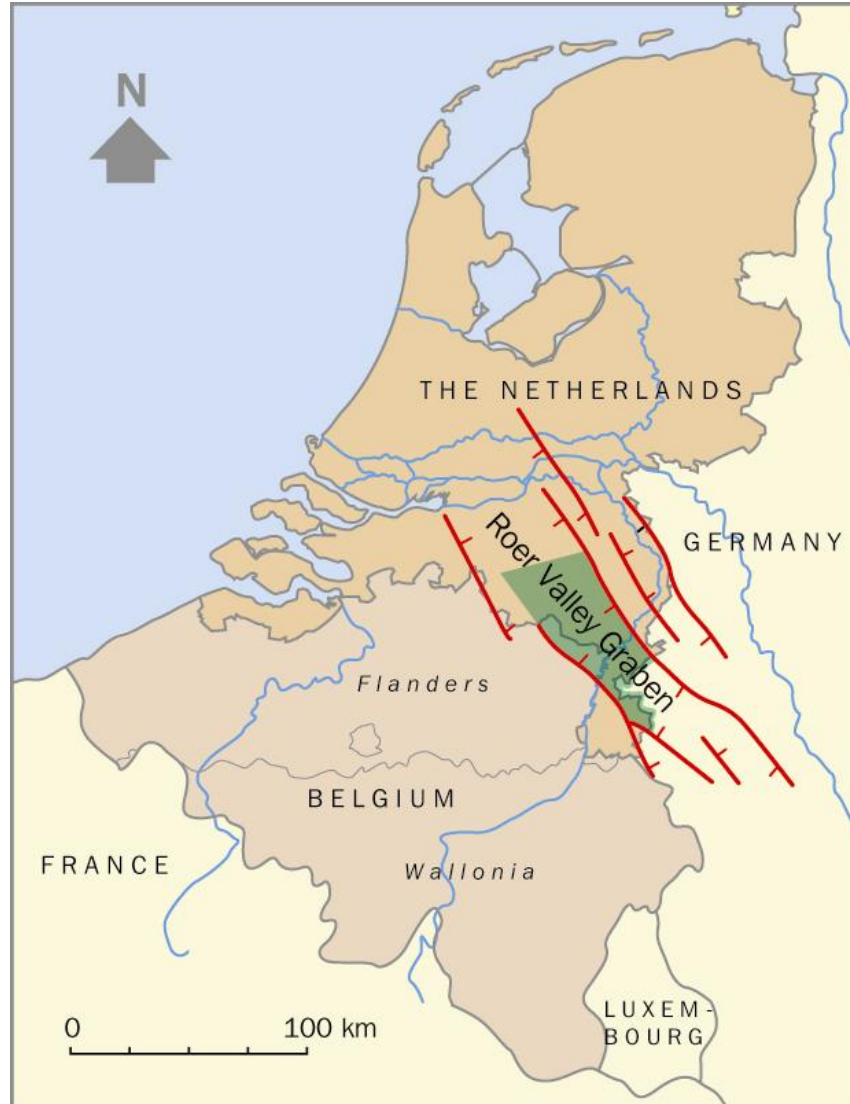 N
THE NETHERLANDS
Roer Valley Graben
GERMANY
Flanders
BELGIUM
FRANCE
Wallonia
LUXEM-
BOURG
0 100 km